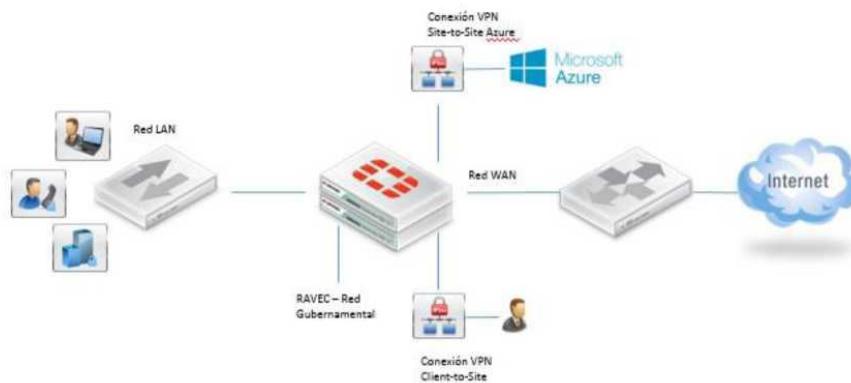 Conexión VPN
Site-to-Site Azure
Microsoft
Azure
Red LAN
Red WAN
Internet
RAVEC – Red
Gubernamental
Conexión VPN
Client-to-Site